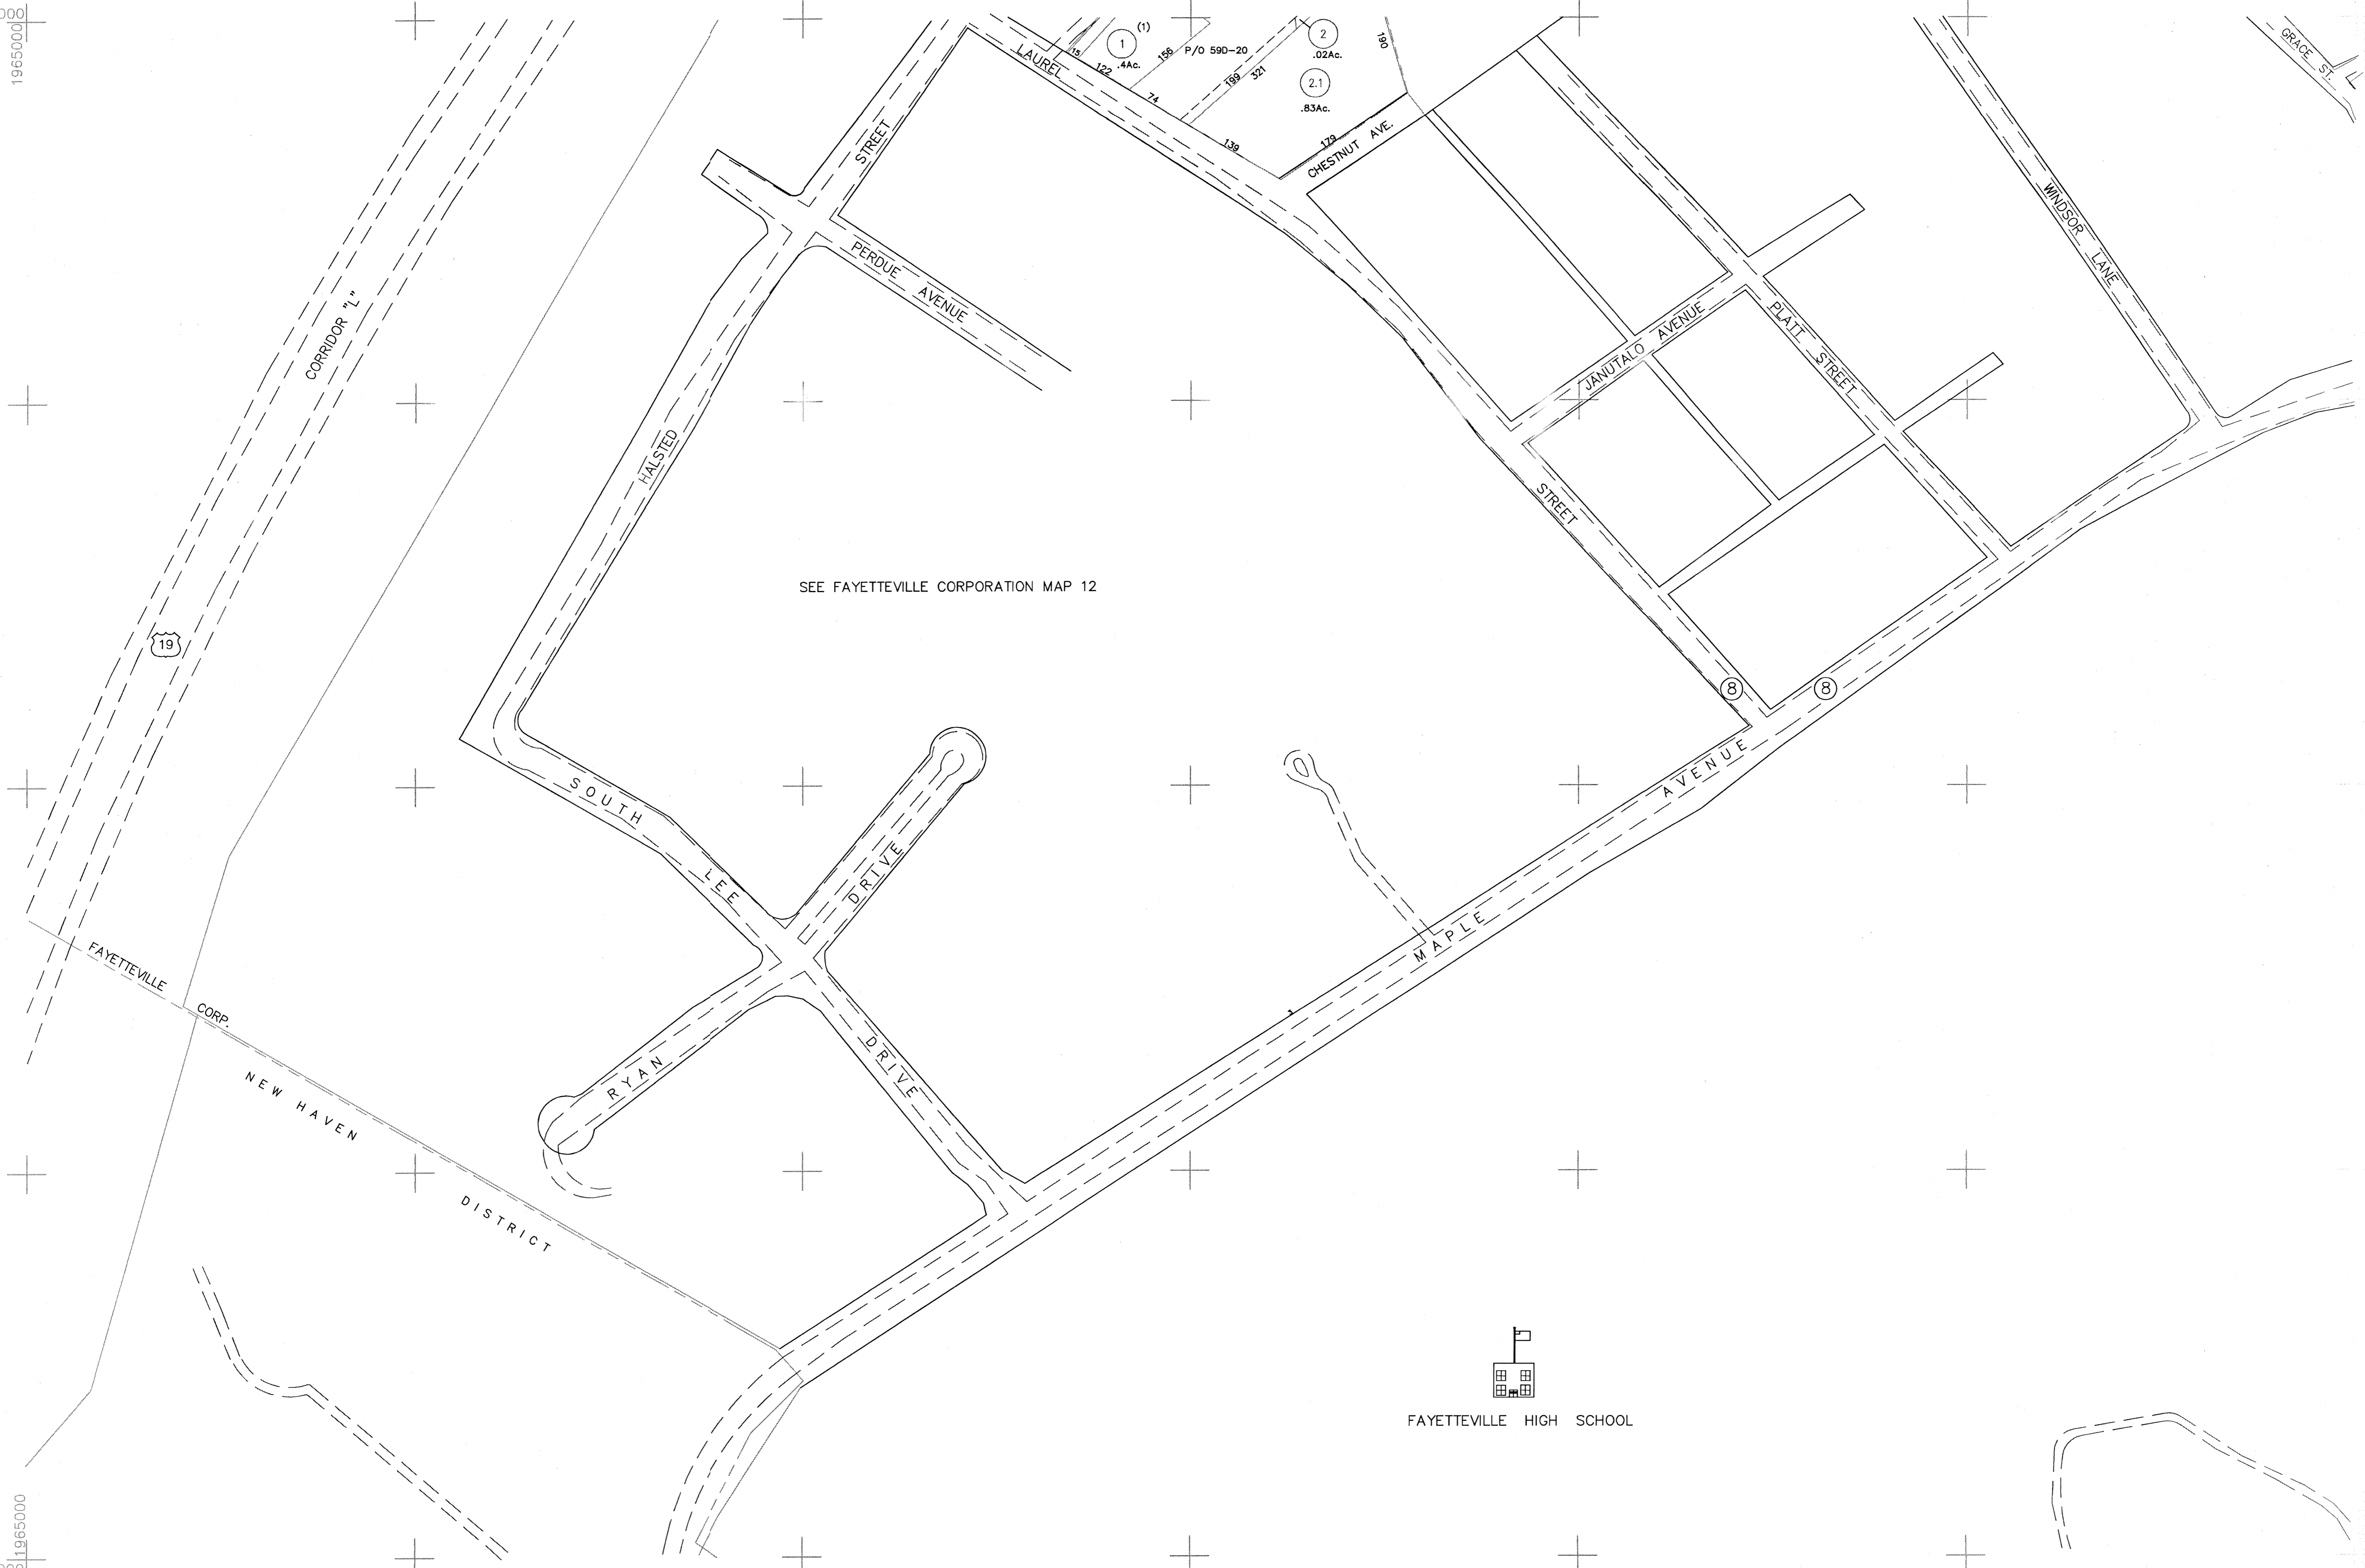 1965000
000
LAUREL
15
122
1
(1)
.4Ac.
156
P/O 59D-20
74
199
321
2
.02Ac.
2.1
.83Ac.
190
139
179
CHESTNUT AVE.
GRACE ST.
STREET
PERDUE AVENUE
WINDSOR LANE
CORRIDOR "L"
JANUTALO AVENUE
PLATT STREET
HALSTED
STREET
SEE FAYETTEVILLE CORPORATION MAP 12
19
8
8
SOUTH LEE DRIVE
RYAN DRIVE
MAPLE AVENUE
FAYETTEVILLE CORP.
NEW HAVEN DISTRICT
FAYETTEVILLE HIGH SCHOOL
1965000